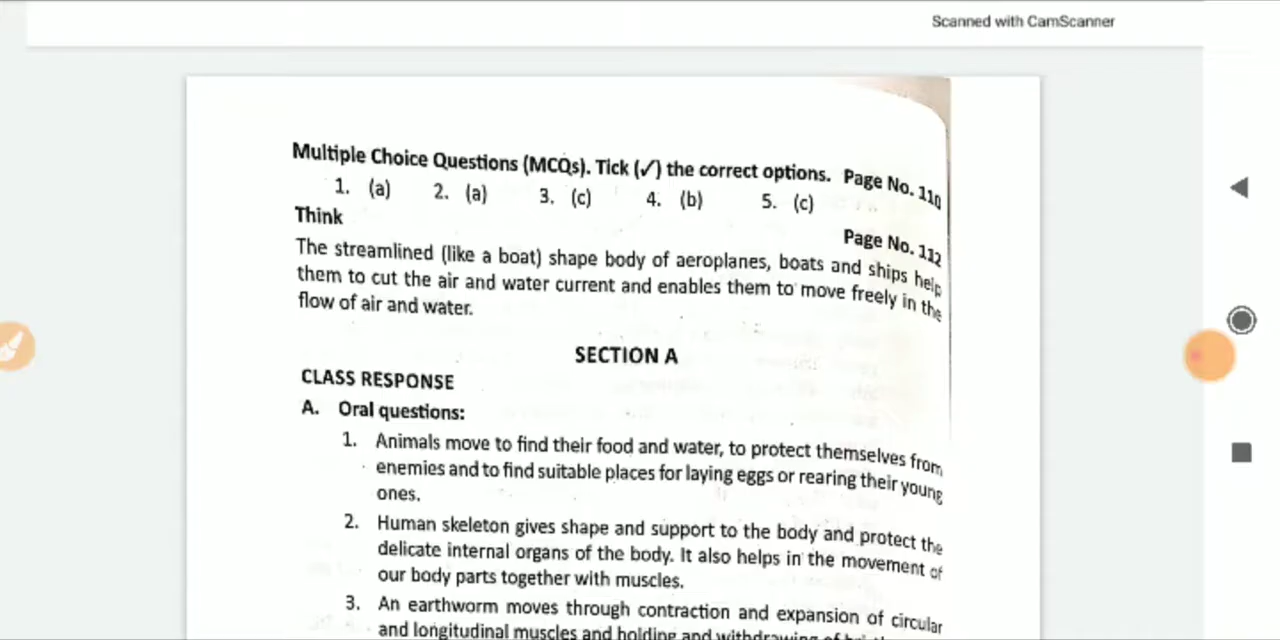 Scanned with CamScanner
Multiple Choice Questions (MCQs). Tick (✓) the correct options. Page No. 110
1. (a) 2. (a) 3. (c) 4. (b) 5. (c)
Think Page No. 112
The streamlined (like a boat) shape body of aeroplanes, boats and ships help
them to cut the air and water current and enables them to move freely in the
flow of air and water.
SECTION A
CLASS RESPONSE
A. Oral questions:
1. Animals move to find their food and water, to protect themselves from
enemies and to find suitable places for laying eggs or rearing their young
ones.
2. Human skeleton gives shape and support to the body and protect the
delicate internal organs of the body. It also helps in the movement of
our body parts together with muscles.
3. An earthworm moves through contraction and expansion of circular
and longitudinal muscles and holding and withdrawing of